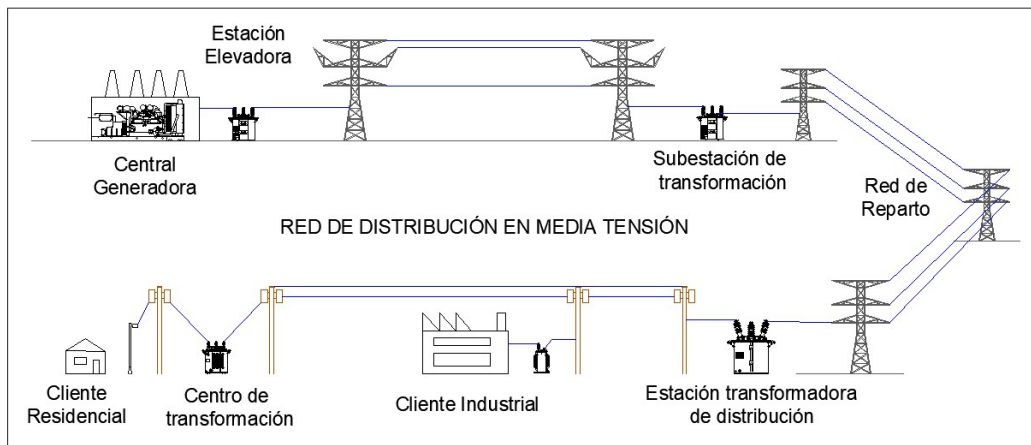 Estación
Elevadora
Central
Generadora
Subestación de
transformación
Red de
Reparto
RED DE DISTRIBUCIÓN EN MEDIA TENSIÓN
Cliente
Residencial
Centro de
transformación
Cliente Industrial
Estación transformadora
de distribución